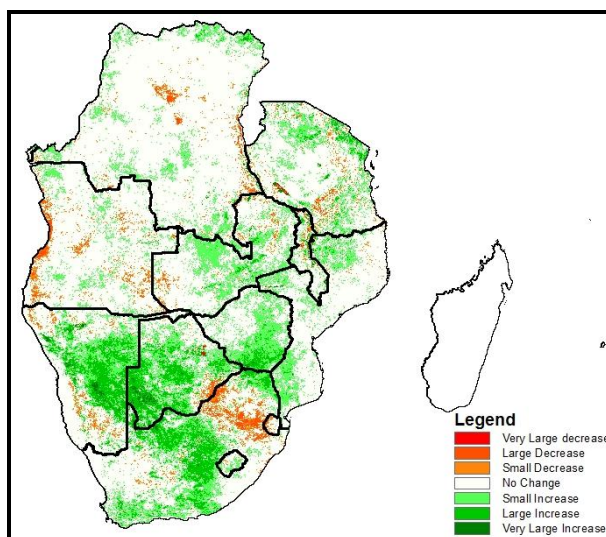 Legend
Very Large decrease
Large Decrease
Small Decrease
No Change
Small Increase
Large Increase
Very Large Increase